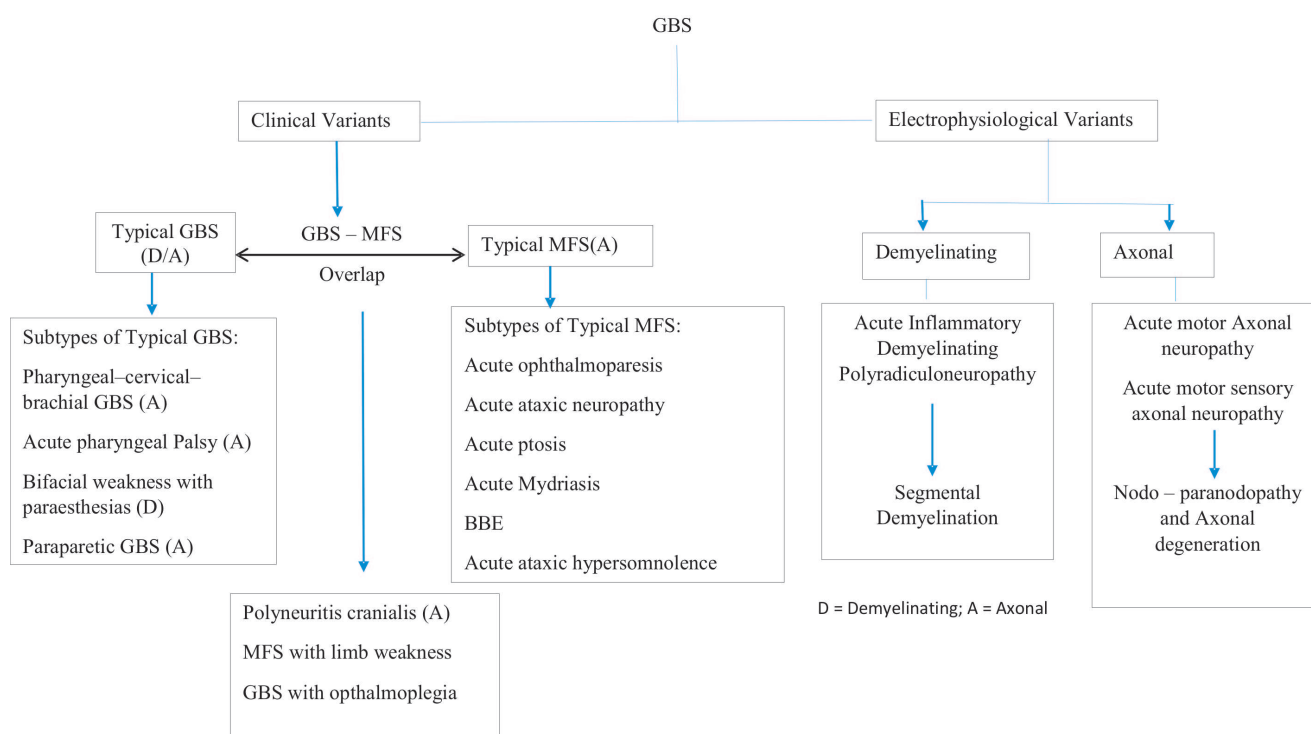 GBS
Clinical Variants
Electrophysiological Variants
Typical GBS
(D/A)
GBS – MFS
Overlap
Typical MFS(A)
Demyelinating
Axonal
Subtypes of Typical GBS:
Pharyngeal–cervical–
brachial GBS (A)
Acute pharyngeal Palsy (A)
Bifacial weakness with
paraesthesias (D)
Paraparetic GBS (A)
Subtypes of Typical MFS:
Acute ophthalmoparesis
Acute ataxic neuropathy
Acute ptosis
Acute Mydriasis
BBE
Acute ataxic hypersomnolence
Acute Inflammatory
Demyelinating
Polyradiculoneuropathy
Segmental
Demyelination
Acute motor Axonal
neuropathy
Acute motor sensory
axonal neuropathy
Nodo – paranodopathy
and Axonal
degeneration
Polyneuritis cranialis (A)
MFS with limb weakness
GBS with opthalmoplegia
D = Demyelinating; A = Axonal